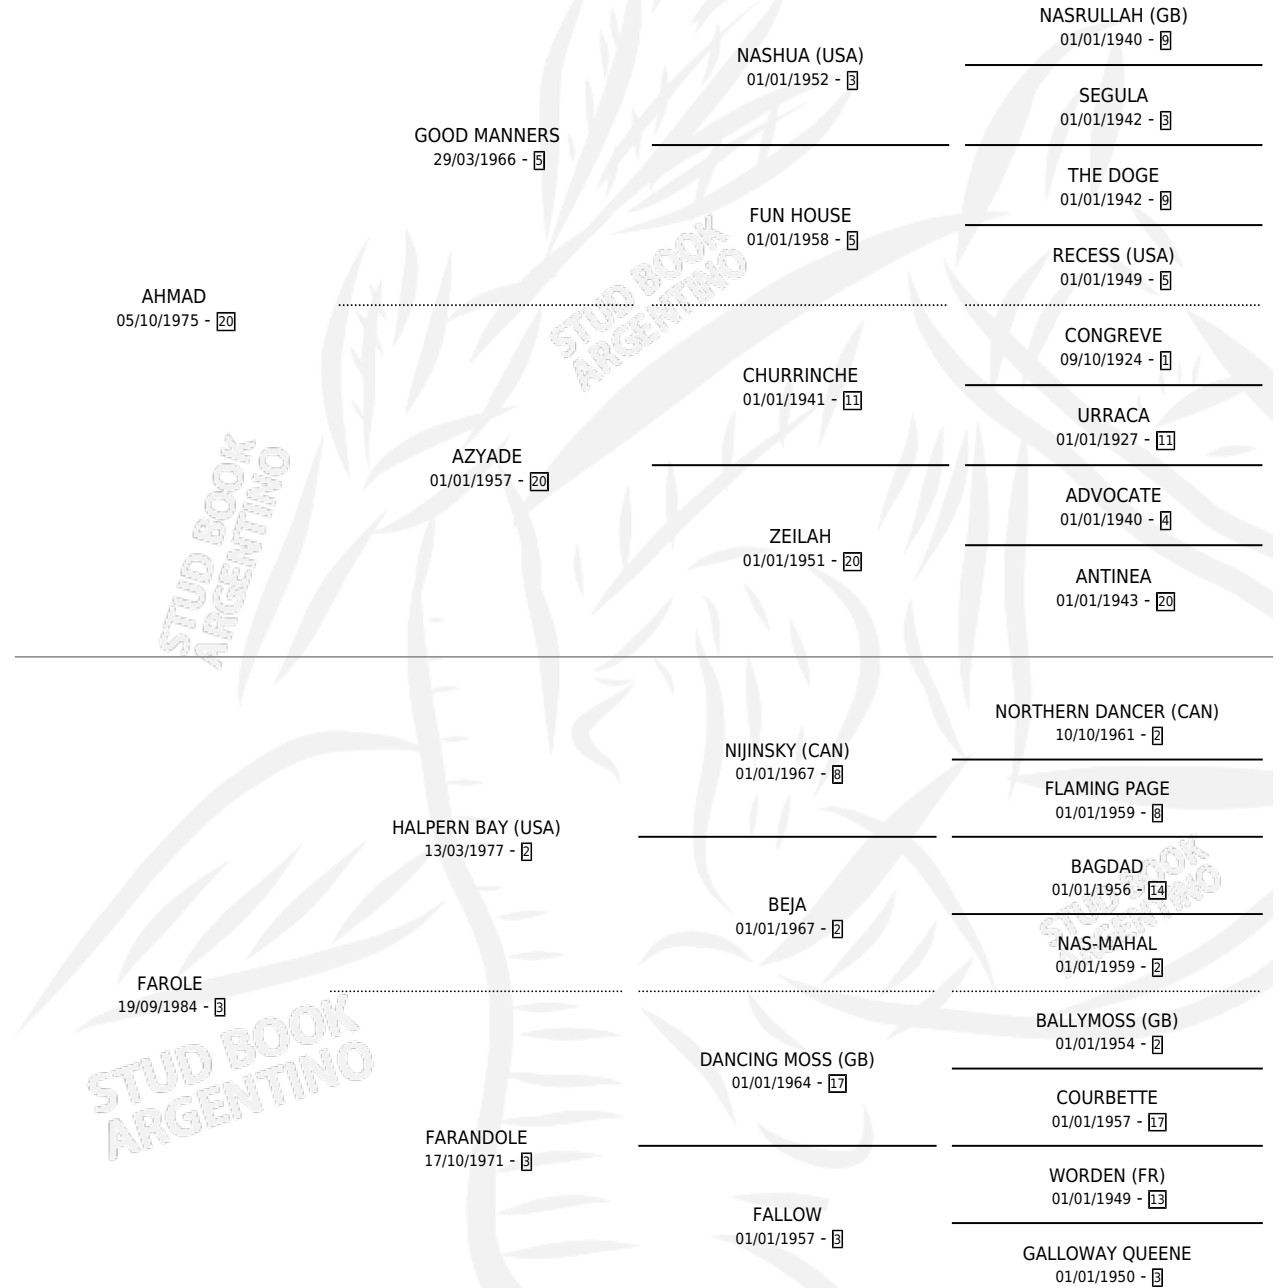 NASRULLAH (GB)
01/01/1940 - 9
NASHUA (USA)
01/01/1952 - 3
SEGULA
01/01/1942 - 3
GOOD MANNERS
29/03/1966 - 5
THE DOGE
01/01/1942 - 9
FUN HOUSE
01/01/1958 - 5
RECESS (USA)
01/01/1949 - 5
AHMAD
05/10/1975 - 20
CONGREVE
09/10/1924 - 1
CHURRINCHE
01/01/1941 - 11
URRACA
01/01/1927 - 11
AZYADE
01/01/1957 - 20
ADVOCATE
01/01/1940 - 4
ZEILAH
01/01/1951 - 20
ANTINEA
01/01/1943 - 20
NORTHERN DANCER (CAN)
10/10/1961 - 2
NIJINSKY (CAN)
01/01/1967 - 8
FLAMING PAGE
01/01/1959 - 8
HALPERN BAY (USA)
13/03/1977 - 2
BAGDAD
01/01/1956 - 14
BEJA
01/01/1967 - 2
NAS-MAHAL
01/01/1959 - 2
FAROLE
19/09/1984 - 3
BALLYMOSS (GB)
01/01/1954 - 2
DANCING MOSS (GB)
01/01/1964 - 17
COURBETTE
01/01/1957 - 17
FARANDOLE
17/10/1971 - 3
WORDEN (FR)
01/01/1949 - 13
FALLOW
01/01/1957 - 3
GALLOWAY QUEENE
01/01/1950 - 3
STUD BOOK
ARGENTINO
STUD BOOK
ARGENTINO
STUD BOOK
ARGENTINO
STUD BOOK
ARGENTINO